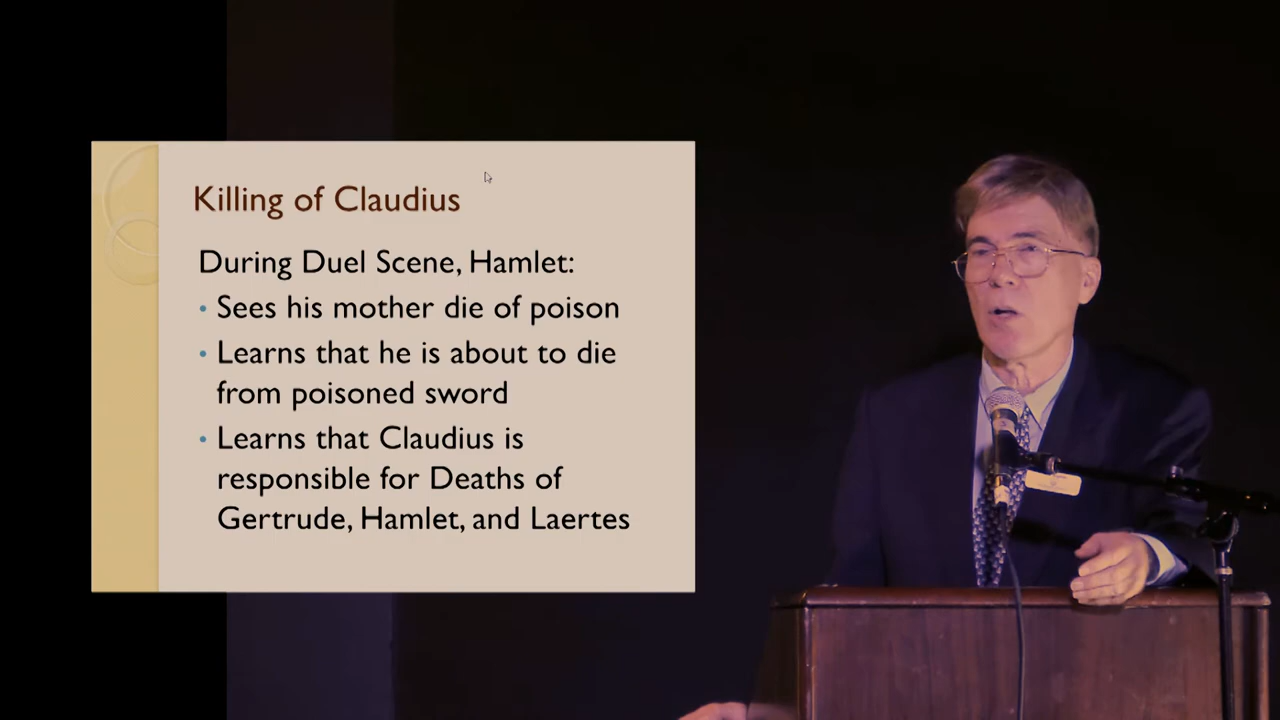 Killing of Claudius
During Duel Scene, Hamlet:
• Sees his mother die of poison
• Learns that he is about to die
from poisoned sword
• Learns that Claudius is
responsible for Deaths of
Gertrude, Hamlet, and Laertes